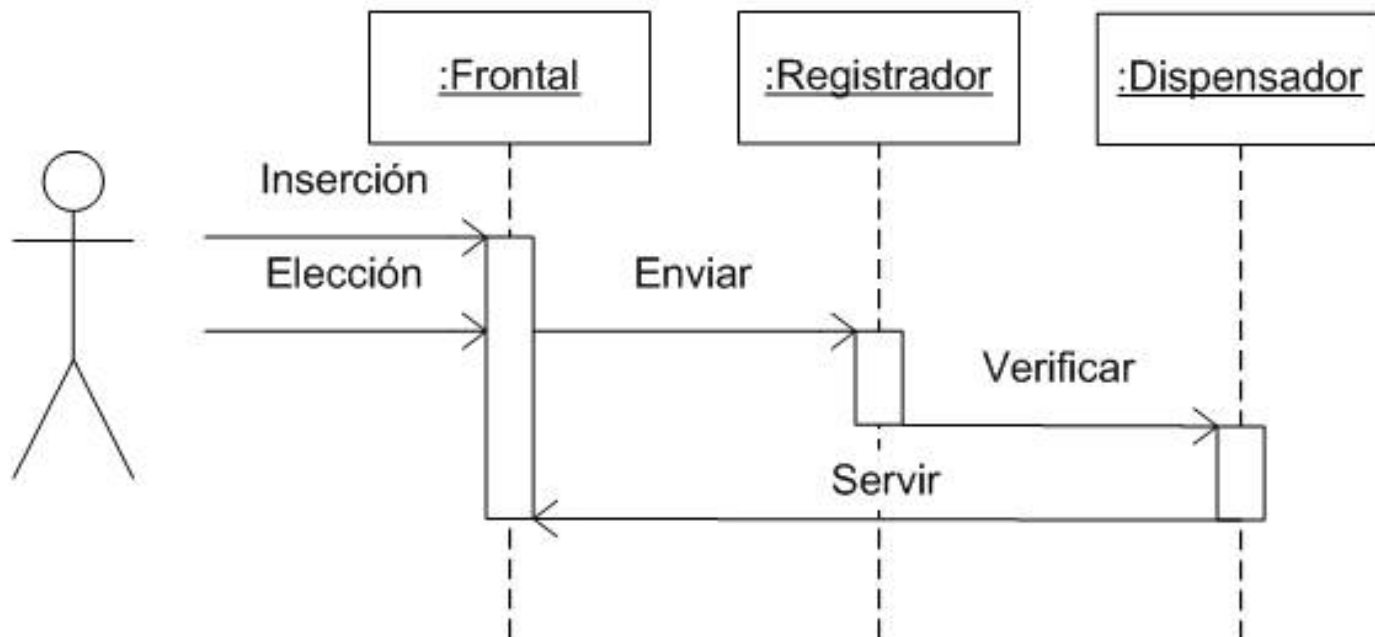 :Frontal
:Registrador
:Dispensador
Inserción
Elección
Enviar
Verificar
Servir